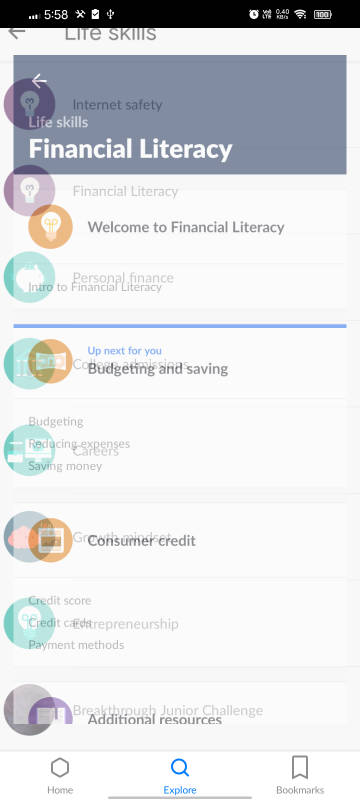 5:58
0.40
KB/s
100
Life skills
Internet safety
Life skills
Financial Literacy
Financial Literacy
Welcome to Financial Literacy
Personal finance
Intro to Financial Literacy
Up next for you
College admissions
Budgeting and saving
Budgeting
Reducing expenses
Careers
Saving money
Growth mindset
Consumer credit
Credit score
Credit cards
Entrepreneurship
Payment methods
Breakthrough Junior Challenge
Additional resources
Home
Explore
Bookmarks